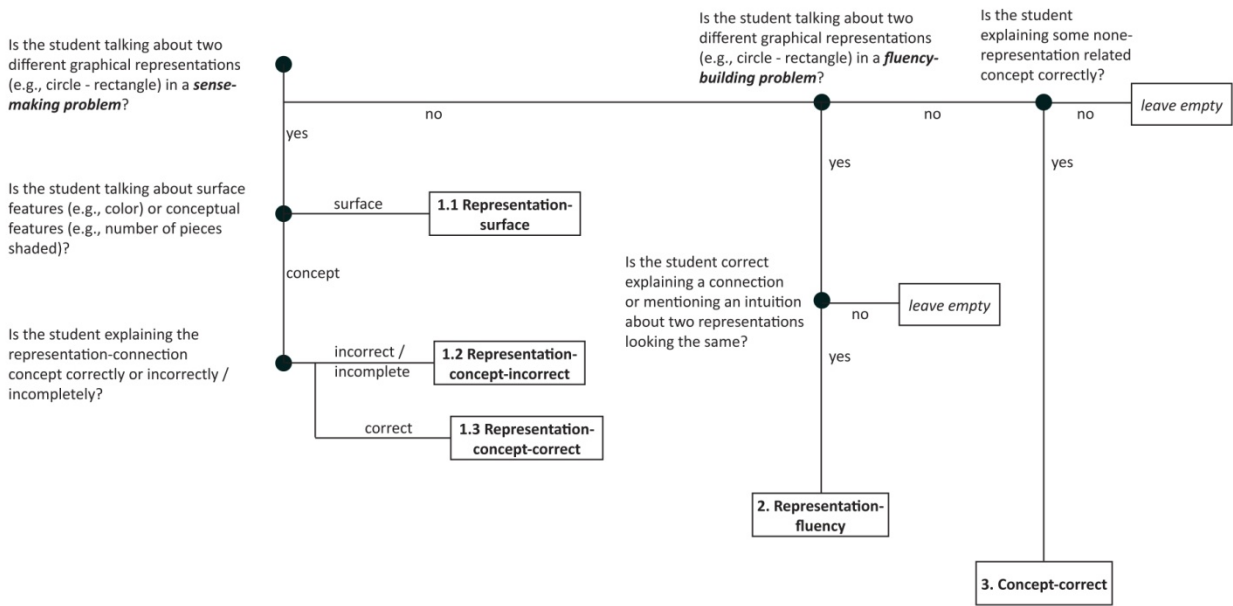 Is the student talking about two
different graphical representations
(e.g., circle - rectangle) in a sense-
making problem?
yes
no
Is the student talking about surface
features (e.g., color) or conceptual
features (e.g., number of pieces
shaded)?
surface
1.1 Representation-
surface
concept
Is the student explaining the
representation-connection
concept correctly or incorrectly /
incompletely?
incorrect /
incomplete
1.2 Representation-
concept-incorrect
correct
1.3 Representation-
concept-correct
Is the student talking about two
different graphical representations
(e.g., circle - rectangle) in a fluency-
building problem?
no
yes
Is the student correct
explaining a connection
or mentioning an intuition
about two representations
looking the same?
no
leave empty
yes
2. Representation-
fluency
Is the student
explaining some none-
representation related
concept correctly?
no
leave empty
yes
3. Concept-correct